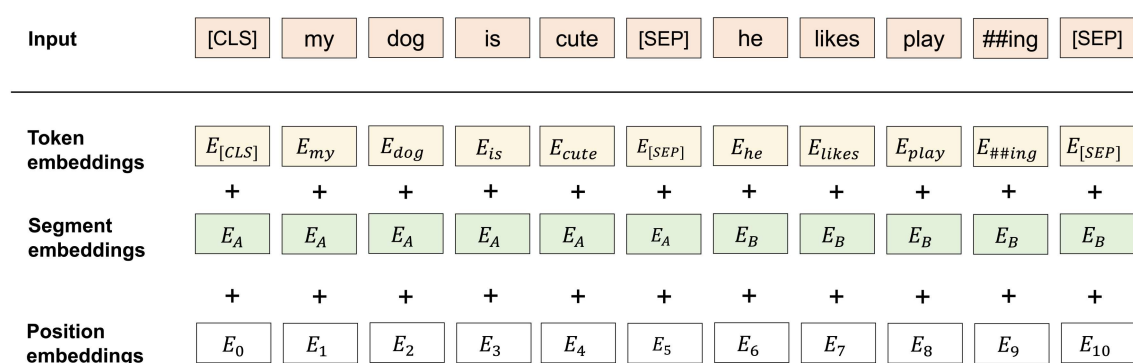 Input [CLS] my dog is cute [SEP] he likes play ##ing [SEP]
Token embeddings E[CLS] Emy Edog Eis Ecute E[SEP] Ehe Elikes Eplay E##ing E[SEP]
+ + + + + + + + + + +
Segment embeddings EA EA EA EA EA EA EB EB EB EB EB
+ + + + + + + + + + +
Position embeddings E0 E1 E2 E3 E4 E5 E6 E7 E8 E9 E10